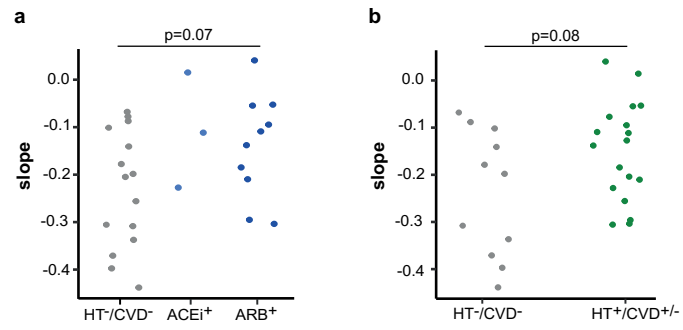 a
p=0.07
slope
0.0
-0.1
-0.2
-0.3
-0.4
HT⁻/CVD⁻ ACEi⁺ ARB⁺
b
p=0.08
slope
0.0
-0.1
-0.2
-0.3
-0.4
HT⁻/CVD⁻ HT⁺/CVD⁺/⁻